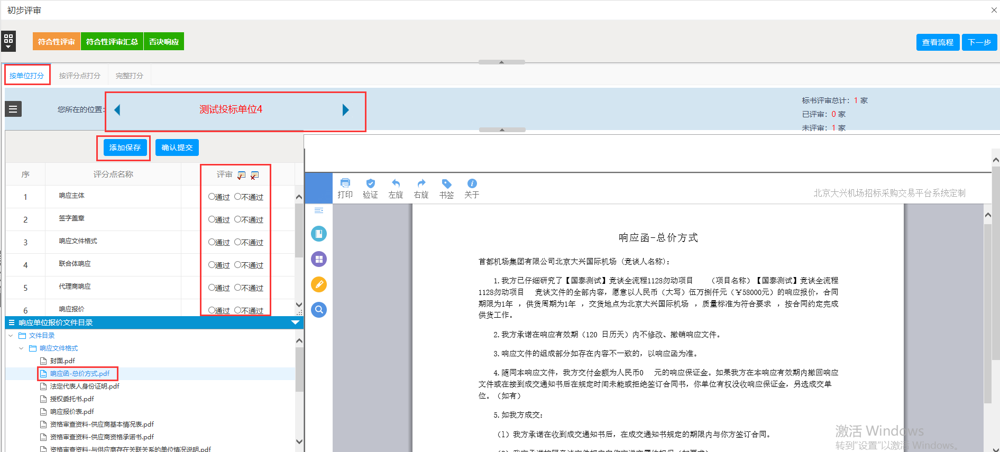 初步评审
符合性评审 符合性评审汇总 否决响应
查看流程 下一步
按单位打分 按评分点打分 完整打分
您所在的位置: 测试投标单位4
标书评审总计: 1 家
已评审: 0 家
未评审: 1 家
添加保存 确认提交
序 评分点名称 评审
1 响应主体 通过 不通过
2 签字盖章 通过 不通过
3 响应文件格式 通过 不通过
4 联合体响应 通过 不通过
5 代理商响应 通过 不通过
6 响应报价 通过 不通过
响应单位报价文件目录
文件目录
响应文件格式
封面.pdf
响应函-总价方式.pdf
法定代表人身份证明.pdf
授权委托书.pdf
响应报价表.pdf
资格审查资料-供应商基本情况表.pdf
资格审查资料-供应商资格承诺书.pdf
资格审查资料-与供应商存在关联关系的单位情况说明.pdf
打印 验证 左旋 右旋 书签 关于
北京大兴机场招标采购交易平台系统定制
响应函-总价方式
首都机场集团有限公司北京大兴国际机场（竞谈人名称）:
1.我方已仔细研究了【国泰测试】竞谈全流程1128勿动项目 （项目名称）【国泰测试】竞谈全流程
1128勿动项目 竞谈文件的全部内容，愿意以人民币（大写）伍万捌仟元（￥58000元）的响应报价，合同
期限为1年 ，供货周期为1年 ，交货地点为北京大兴国际机场 ，质量标准为符合要求 ，按合同约定完成
供货工作。
2.我方承诺在响应有效期（120 日历天）内不修改、撤销响应文件。
3.响应文件的组成部分如存在内容不一致的，以响应函为准。
4.随同本响应文件，我方交付金额为人民币0 元的响应保证金。如果我方在本响应有效期内撤回响应
文件或在接到成交通知书后在规定时间未能或拒绝签订合同书，你单位有权没收响应保证金，另选成交单
位。（如有）
5.如我方成交:
（1）我方承诺在收到成交通知书后，在成交通知书规定的期限内与你方签订合同。
激活 Windows
转到"设置"以激活 Windows。